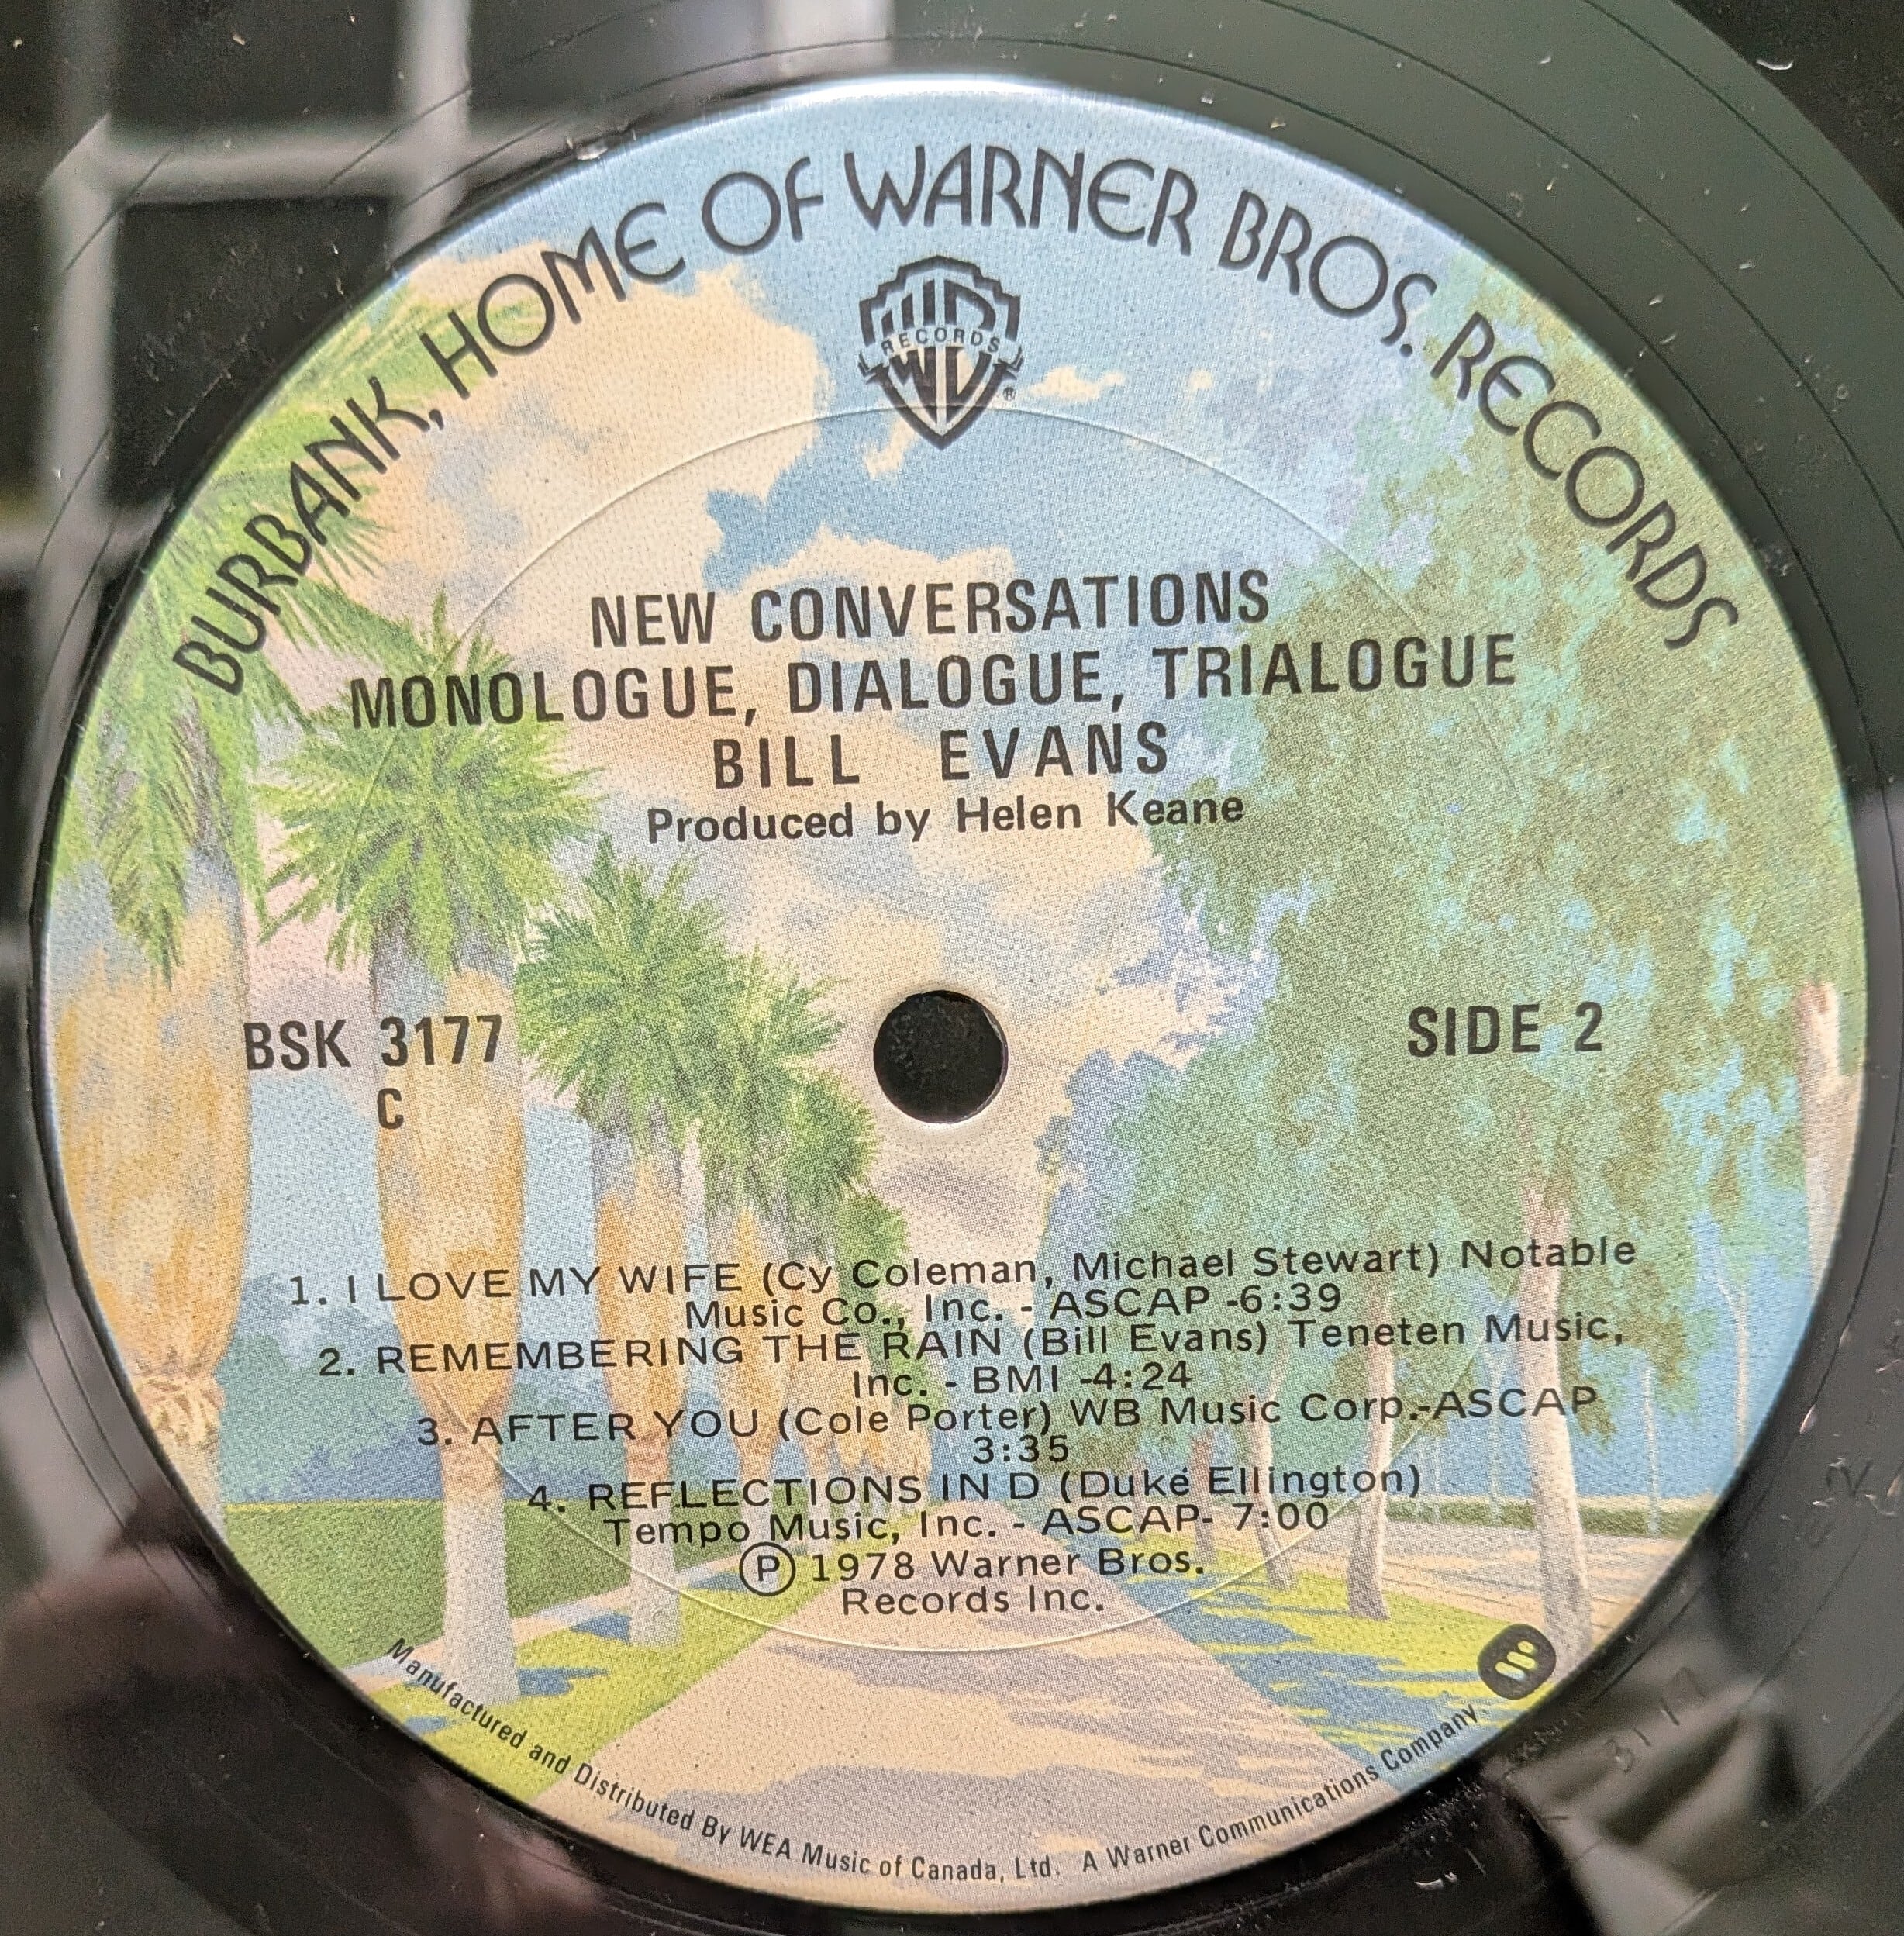 BURBANK, HOME OF WARNER BROS. RECORDS
RECORDS
®
NEW CONVERSATIONS
MONOLOGUE, DIALOGUE, TRIALOGUE
BILL EVANS
Produced by Helen Keane
BSK 3177
C
SIDE 2
1. I LOVE MY WIFE (Cy Coleman, Michael Stewart) Notable
Music Co., Inc. - ASCAP -6:39
2. REMEMBERING THE RAIN (Bill Evans) Teneten Music,
Inc. - BMI -4:24
3. AFTER YOU (Cole Porter) WB Music Corp.-ASCAP
3:35
4. REFLECTIONS IN D (Duke Ellington)
Tempo Music, Inc. - ASCAP- 7:00
Ⓟ 1978 Warner Bros.
Records Inc.
Manufactured and Distributed By WEA Music of Canada, Ltd. A Warner Communications Company.